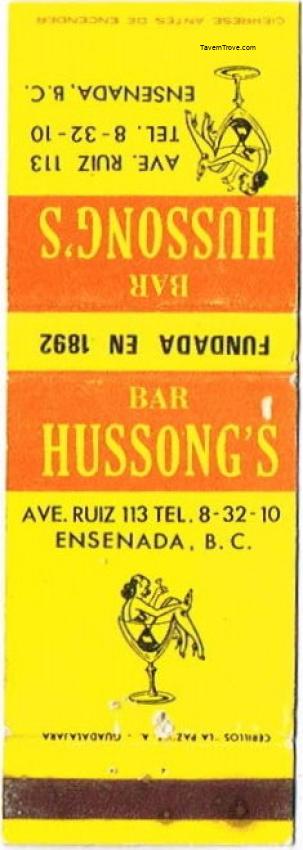 CIERRESE ANTES DE ENCENDER
TavernTrove.com
AVE. RUIZ 113
TEL. 8-32-10
ENSENADA, B.C.
BAR
HUSSONG'S
FUNDADA EN 1892
BAR
HUSSONG'S
AVE. RUIZ 113 TEL. 8-32-10
ENSENADA, B. C.
CERILLOS "LA PAZ" A. - GUADALAJARA